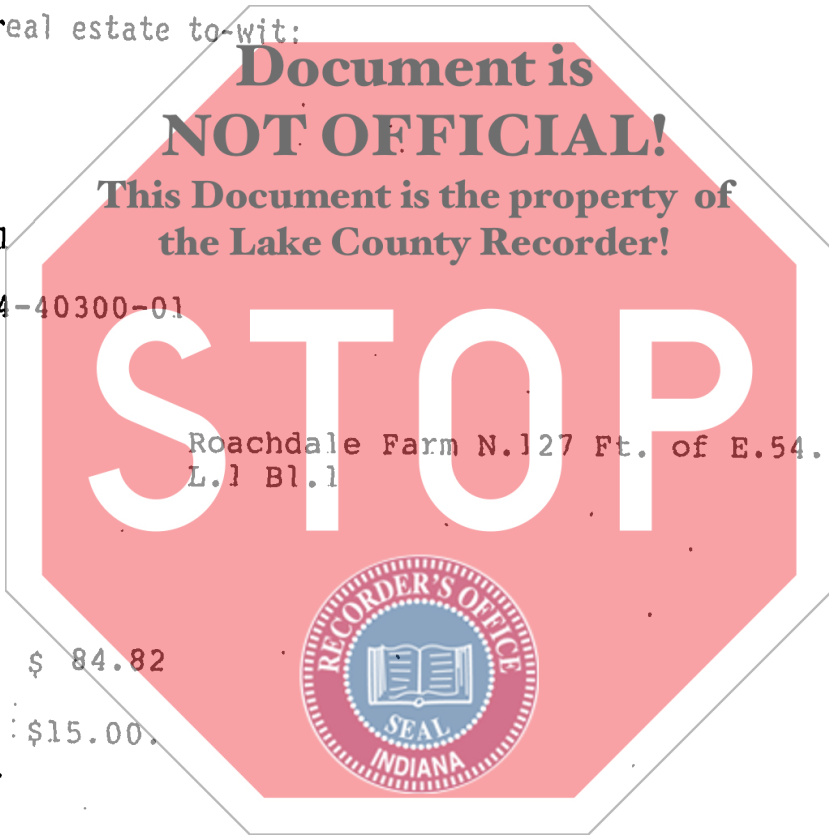 real estate to-wit:
Document is
NOT OFFICIAL!
This Document is the property of
the Lake County Recorder!
4-40300-01
STOP
Roachdale Farm N.127 Ft. of E.54.
L.1 Bl.1
RECORDER'S OFFICE
SEAL
INDIANA
$ 84.82
$15.00.